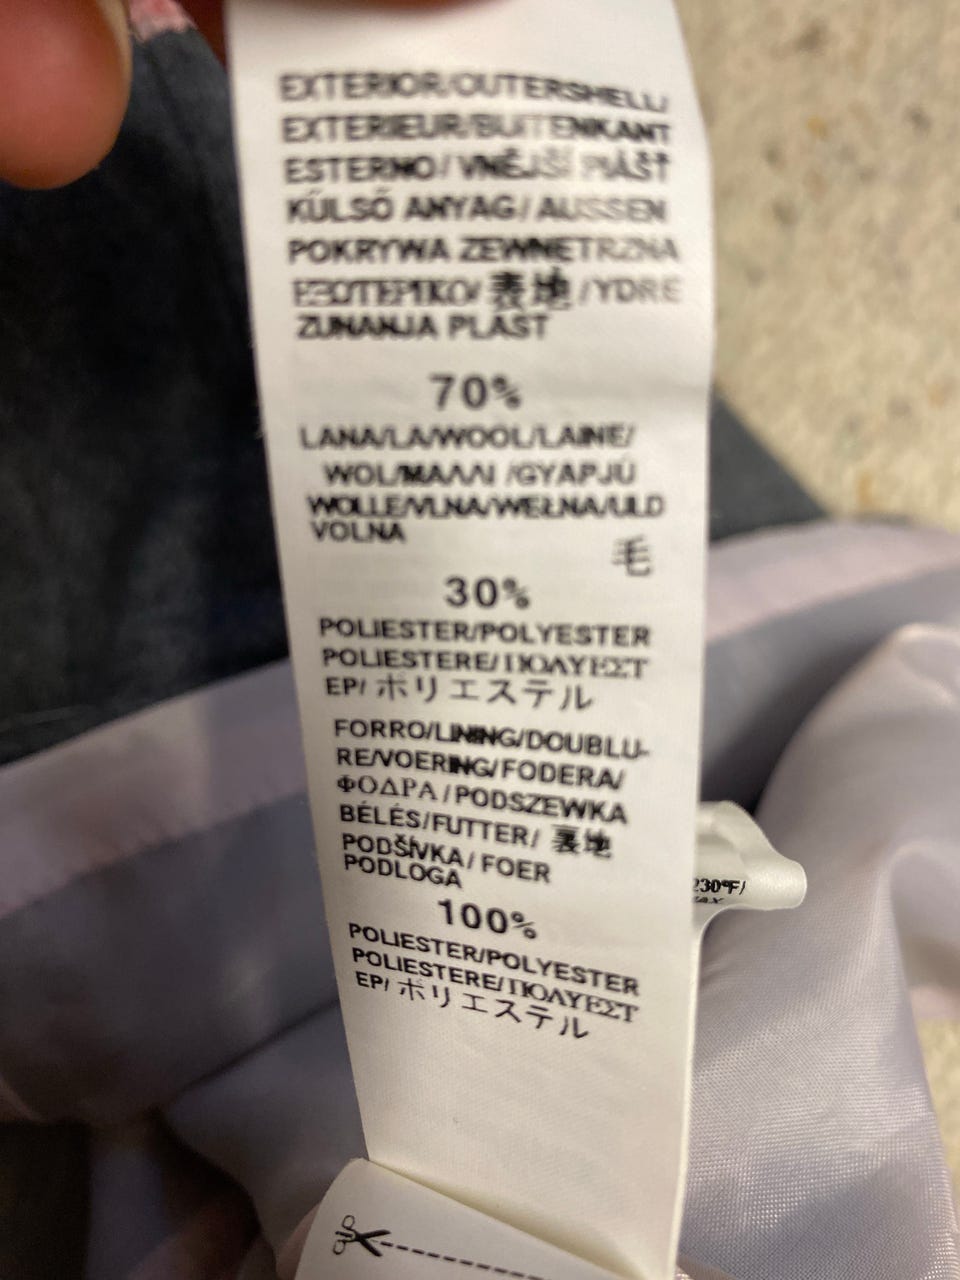 EXTERIOR/OUTERSHELL/
EXTERIEUR/BUITENKANT
ESTERNO/VNĚJŠÍ PLÁŠŤ
KÜLSŐ ANYAG/AUSSEN
POKRYWA ZEWNETRZNA
ΕΞΩΤΕΡΙΚΟ/ 表地/YDRE
ZUNANJA PLAST
70%
LANA/LA/WOOL/LAINE/
WOL/ΜΑΛΛΙ /GYAPJÚ
WOLLE/VLNA/WEŁNA/ULD
VOLNA
毛
30%
POLIESTER/POLYESTER
POLIESTERE/ΠΟΛΥΕΣΤ
ΕΡ/ポリエステル
FORRO/LINING/DOUBLU-
RE/VOERING/FODERA/
ΦΟΔΡΑ/PODSZEWKA
BÉLÉS/FUTTER/ 裏地
PODŠÍVKA/FOER
PODLOGA
100%
POLIESTER/POLYESTER
POLIESTERE/ΠΟΛΥΕΣΤ
ΕΡ/ポリエステル
230°F/